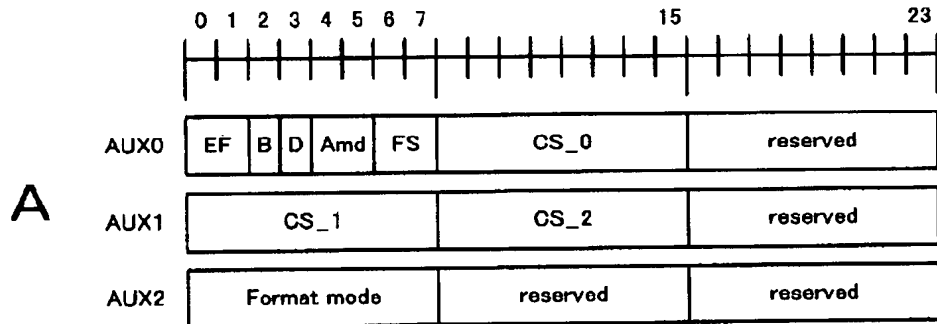 0 1 2 3 4 5 6 7 15 23
AUX0 EF B D Amd FS CS_0 reserved
A
AUX1 CS_1 CS_2 reserved
AUX2 Format mode reserved reserved